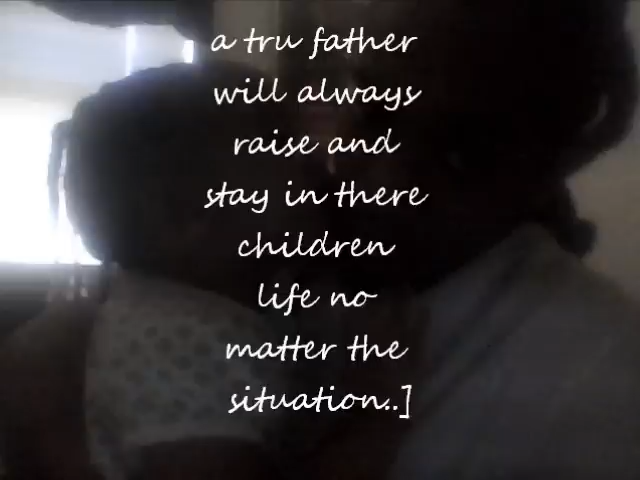 a tru father
will always
raise and
stay in there
children
life no
matter the
situation..]